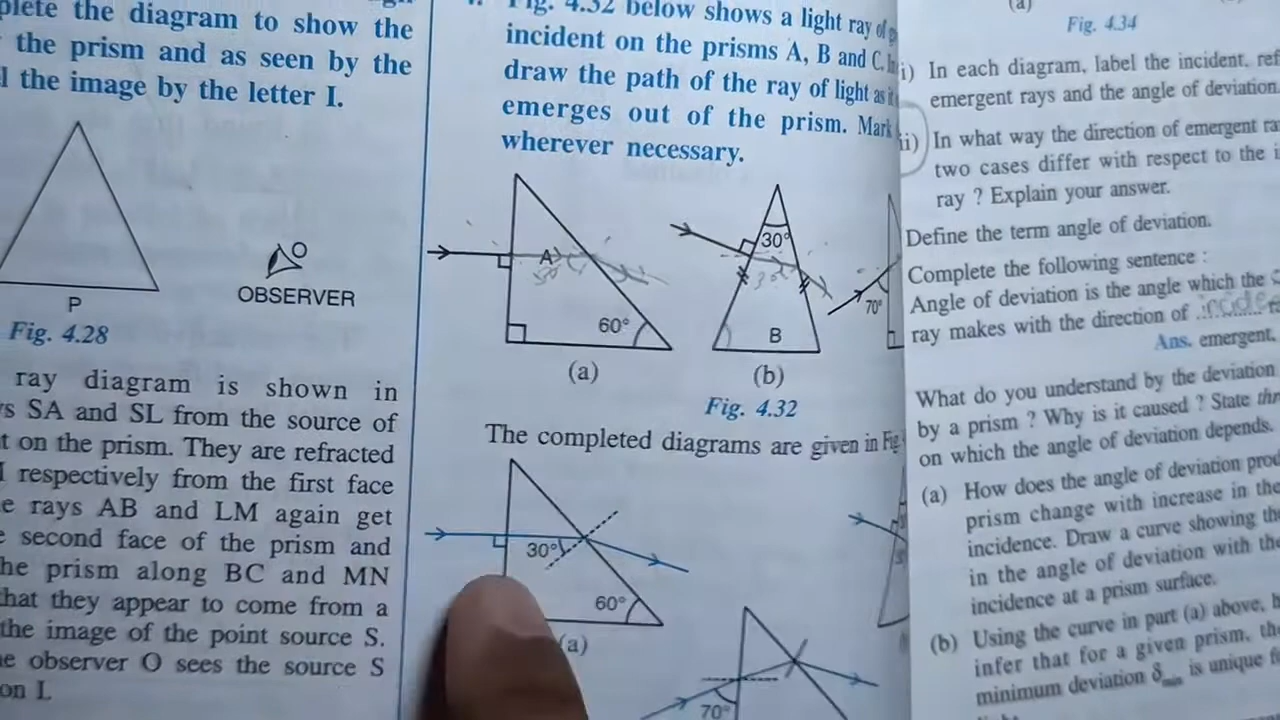 plete the diagram to show the
the prism and as seen by the
the image by the letter I.
P
OBSERVER
Fig. 4.28
ray diagram is shown in
SA and SL from the source of
on the prism. They are refracted
respectively from the first face
rays AB and LM again get
second face of the prism and
the prism along BC and MN
that they appear to come from a
the image of the point source S.
observer O sees the source S
on I.
Fig. 4.32 below shows a light ray of
incident on the prisms A, B and C. In
draw the path of the ray of light as it
emerges out of the prism. Mark
wherever necessary.
A
60°
(a)
30°
B
(b)
70°
Fig. 4.32
The completed diagrams are given in Fig
30°
60°
(a)
70°
(a)
Fig. 4.34
i) In each diagram, label the incident, ref
emergent rays and the angle of deviation.
ii) In what way the direction of emergent ra
two cases differ with respect to the i
ray ? Explain your answer.
Define the term angle of deviation.
Complete the following sentence :
Angle of deviation is the angle which the
ray makes with the direction of
Ans. emergent,
What do you understand by the deviation
by a prism ? Why is it caused ? State thr
on which the angle of deviation depends.
(a) How does the angle of deviation prod
prism change with increase in the
incidence. Draw a curve showing the
in the angle of deviation with the
incidence at a prism surface.
(b) Using the curve in part (a) above, h
infer that for a given prism, the
minimum deviation δmin is unique f